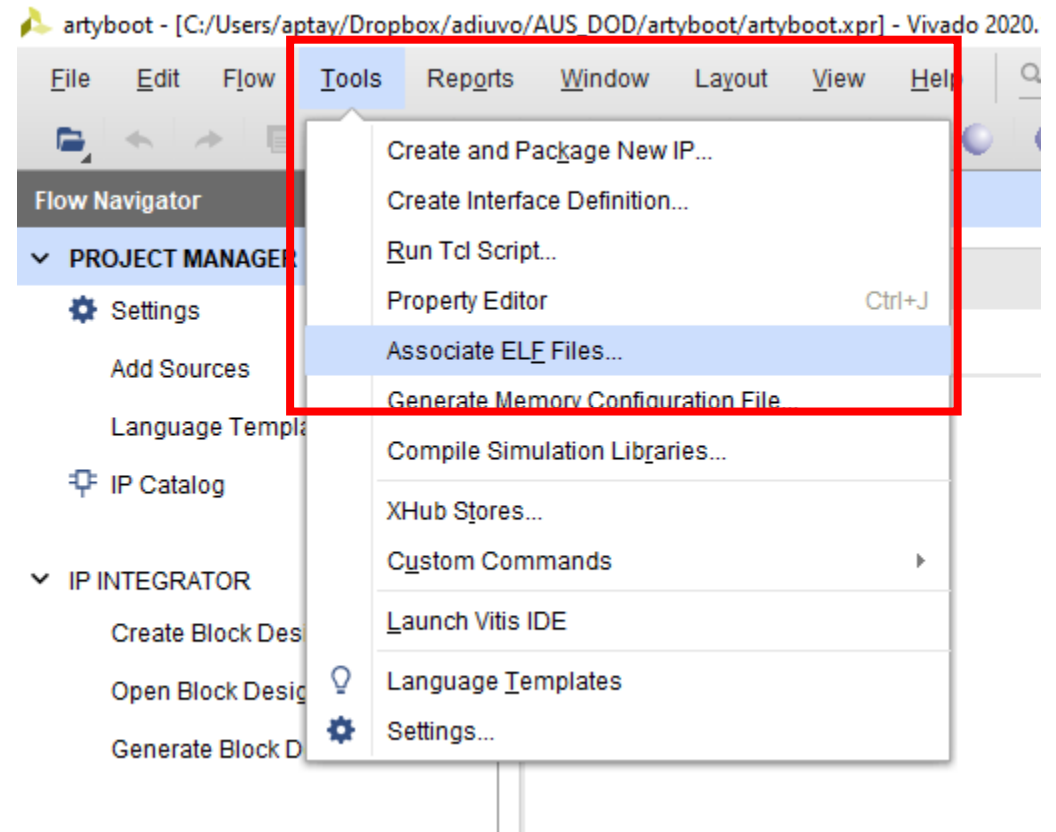 artyboot - [C:/Users/aptay/Dropbox/adiuvo/AUS_DOD/artyboot/artyboot.xpr] - Vivado 2020.
File Edit Flow Tools Reports Window Layout View Help
Flow Navigator
PROJECT MANAGER
Settings
Add Sources
Language Templa
IP Catalog
IP INTEGRATOR
Create Block Desi
Open Block Desig
Generate Block D
Create and Package New IP...
Create Interface Definition...
Run Tcl Script...
Property Editor Ctrl+J
Associate ELF Files...
Generate Memory Configuration File...
Compile Simulation Libraries...
XHub Stores...
Custom Commands
Launch Vitis IDE
Language Templates
Settings...